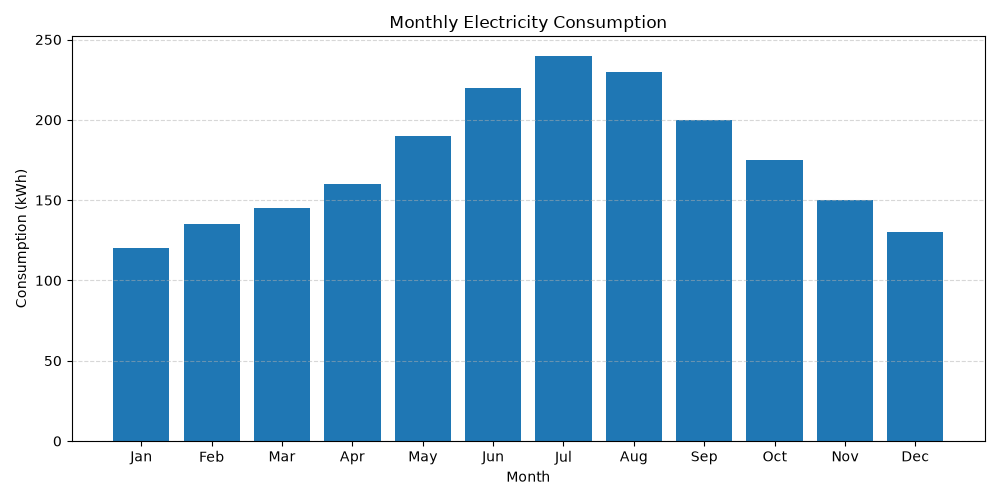 Monthly Electricity Consumption
Consumption (kWh)
250
200
150
100
50
0
Jan Feb Mar Apr May Jun Jul Aug Sep Oct Nov Dec
Month